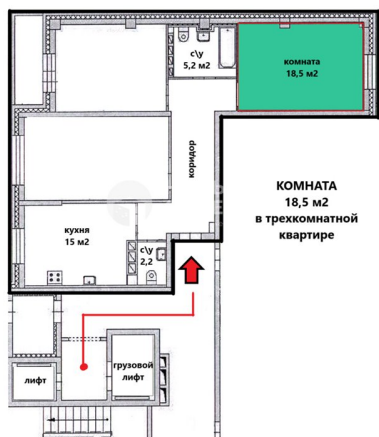 с\у
5,2 м2
комната
18,5 м2
коридор
КОМНАТА
18,5 м2
в трехкомнатной
квартире
кухня
15 м2
с\у
2,2
лифт
грузовой
лифт